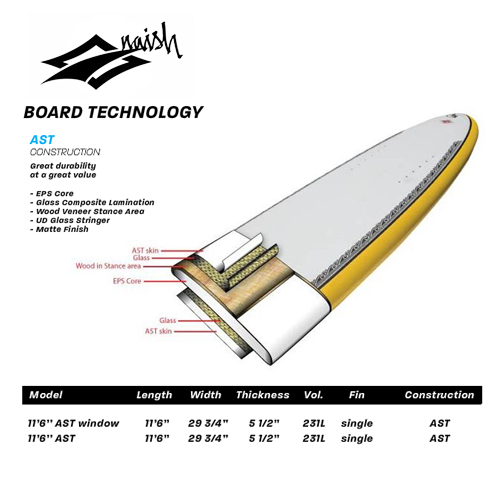 naish
BOARD TECHNOLOGY
AST
CONSTRUCTION
Great durability
at a great value
- EPS Core
- Glass Composite Lamination
- Wood Veneer Stance Area
- UD Glass Stringer
- Matte Finish
AST skin
Glass
Wood in Stance area
EPS Core
Glass
AST skin
Model Length Width Thickness Vol. Fin Construction
11'6'' AST window 11'6" 29 3/4" 5 1/2" 231L single AST
11'6'' AST 11'6" 29 3/4" 5 1/2" 231L single AST